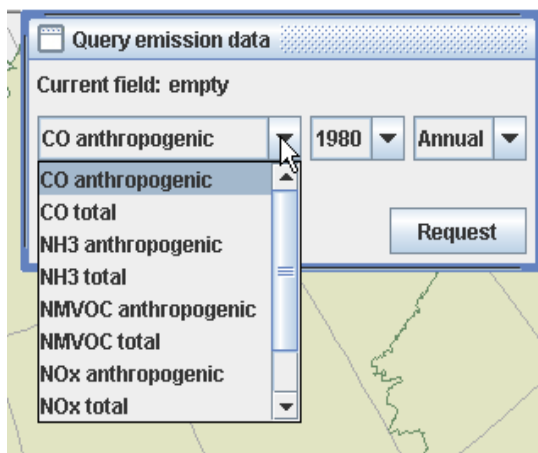 Query emission data
Current field: empty
CO anthropogenic 1980 Annual
CO anthropogenic
CO total
NH3 anthropogenic
Request
NH3 total
NMVOC anthropogenic
NMVOC total
NOx anthropogenic
NOx total